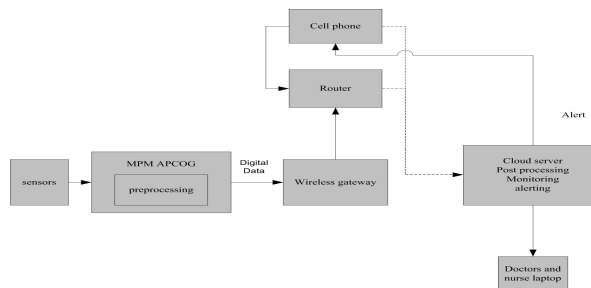 Cell phone
Router
Alert
MPM APCOG
Digital
Data
sensors
preprocessing
Wireless gateway
Cloud server
Post processing
Monitoring
alerting
Doctors and
nurse laptop